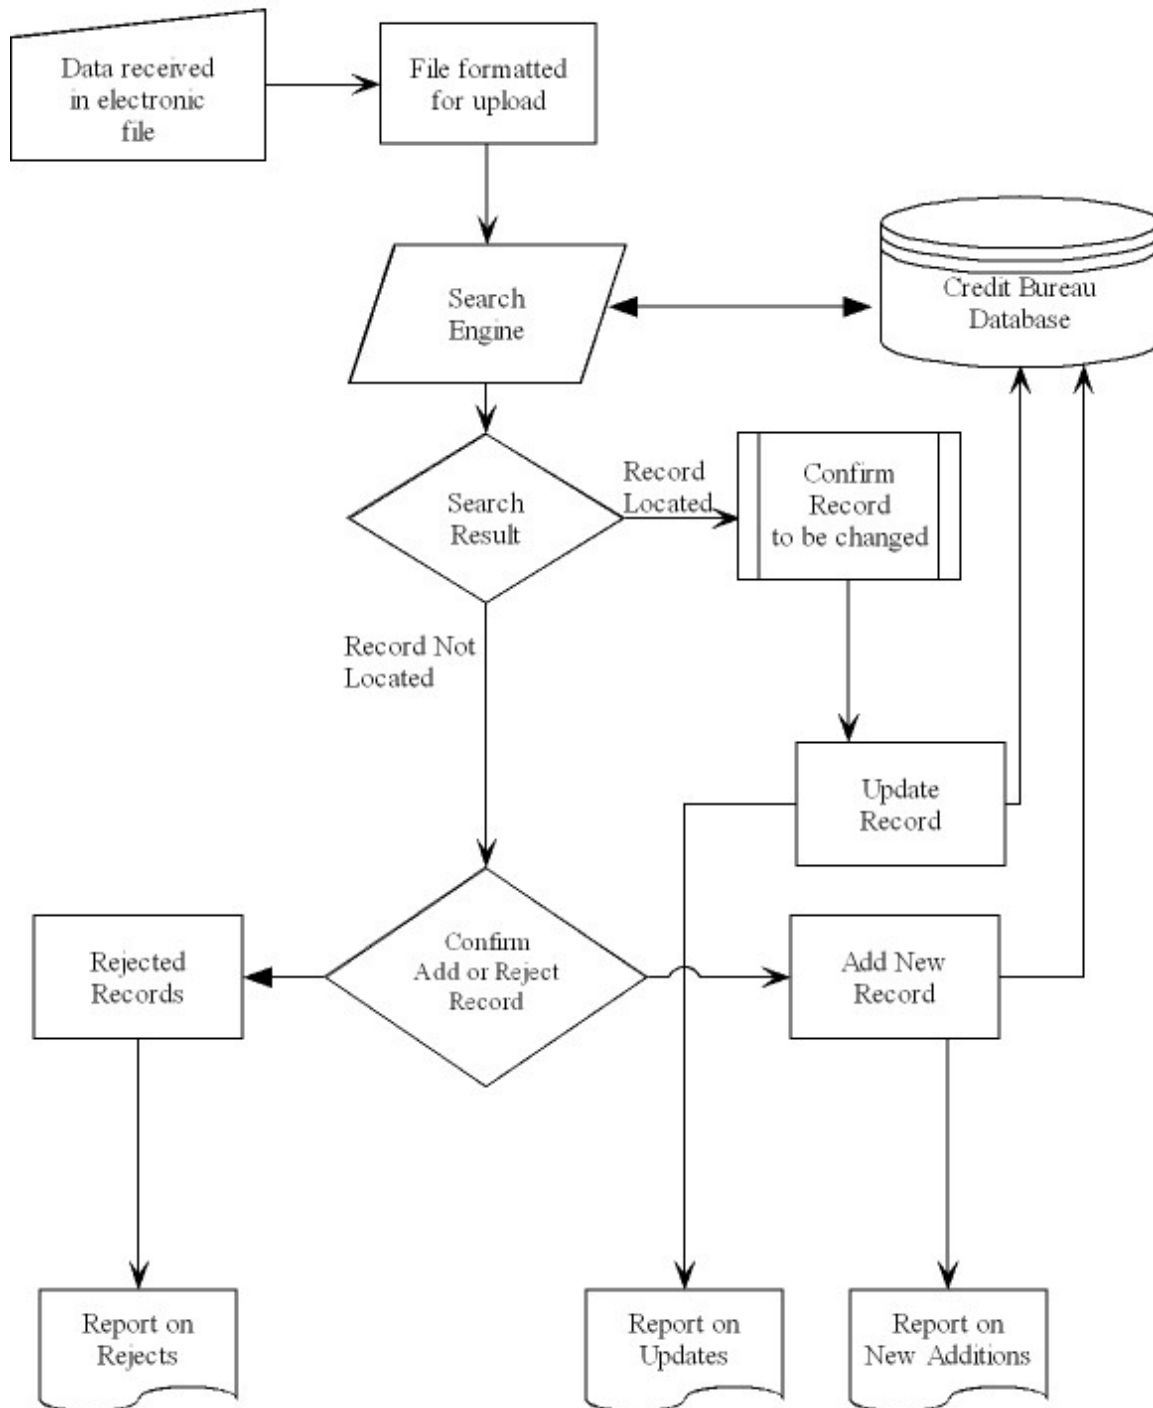 Data received
in electronic
file
File formatted
for upload
Search
Engine
Credit Bureau
Database
Search
Result
Record
Located
Confirm
Record
to be changed
Record Not
Located
Update
Record
Rejected
Records
Confirm
Add or Reject
Record
Add New
Record
Report on
Rejects
Report on
Updates
Report on
New Additions